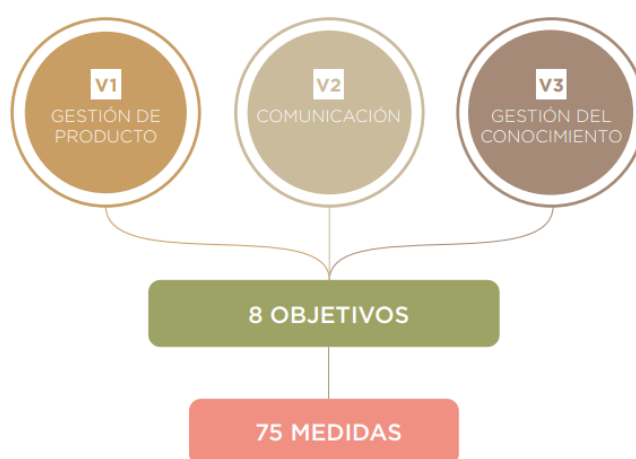 V1
GESTIÓN DE
PRODUCTO
V2
COMUNICACIÓN
V3
GESTIÓN DEL
CONOCIMIENTO
8 OBJETIVOS
75 MEDIDAS